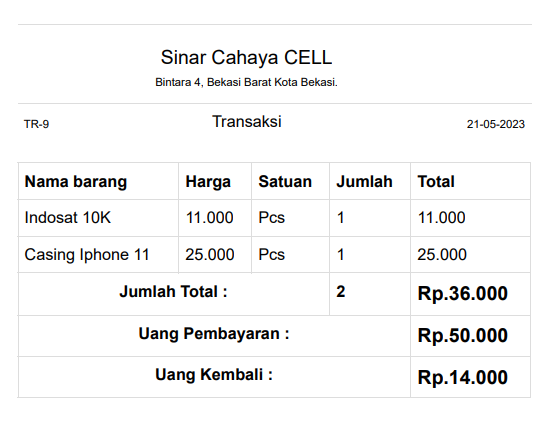 Sinar Cahaya CELL
Bintara 4, Bekasi Barat Kota Bekasi.
TR-9 Transaksi 21-05-2023
Nama barang Harga Satuan Jumlah Total
Indosat 10K 11.000 Pcs 1 11.000
Casing Iphone 11 25.000 Pcs 1 25.000
Jumlah Total : 2 Rp.36.000
Uang Pembayaran : Rp.50.000
Uang Kembali : Rp.14.000